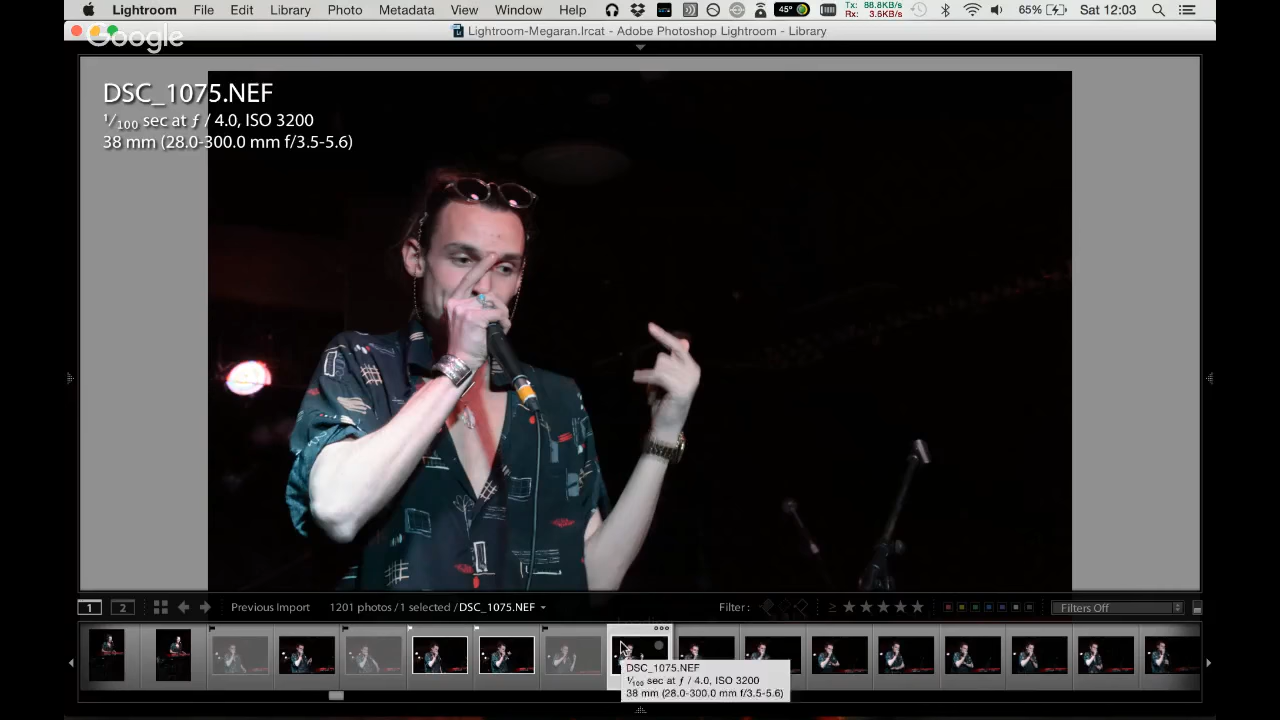 Lightroom File Edit Library Photo Metadata View Window Help 45° Tx: 88.8KB/s Rx: 3.5KB/s 65% Sat 12:03
Google
Lightroom-Megaran.lrcat - Adobe Photoshop Lightroom - Library
DSC_1075.NEF
1/100 sec at ƒ / 4.0, ISO 3200
38 mm (28.0-300.0 mm f/3.5-5.6)
1 2 Previous Import 1201 photos / 1 selected / DSC_1075.NEF Filter : ≥ ★★★★★ Filters Off
DSC_1075.NEF
1/100 sec at ƒ / 4.0, ISO 3200
38 mm (28.0-300.0 mm f/3.5-5.6)